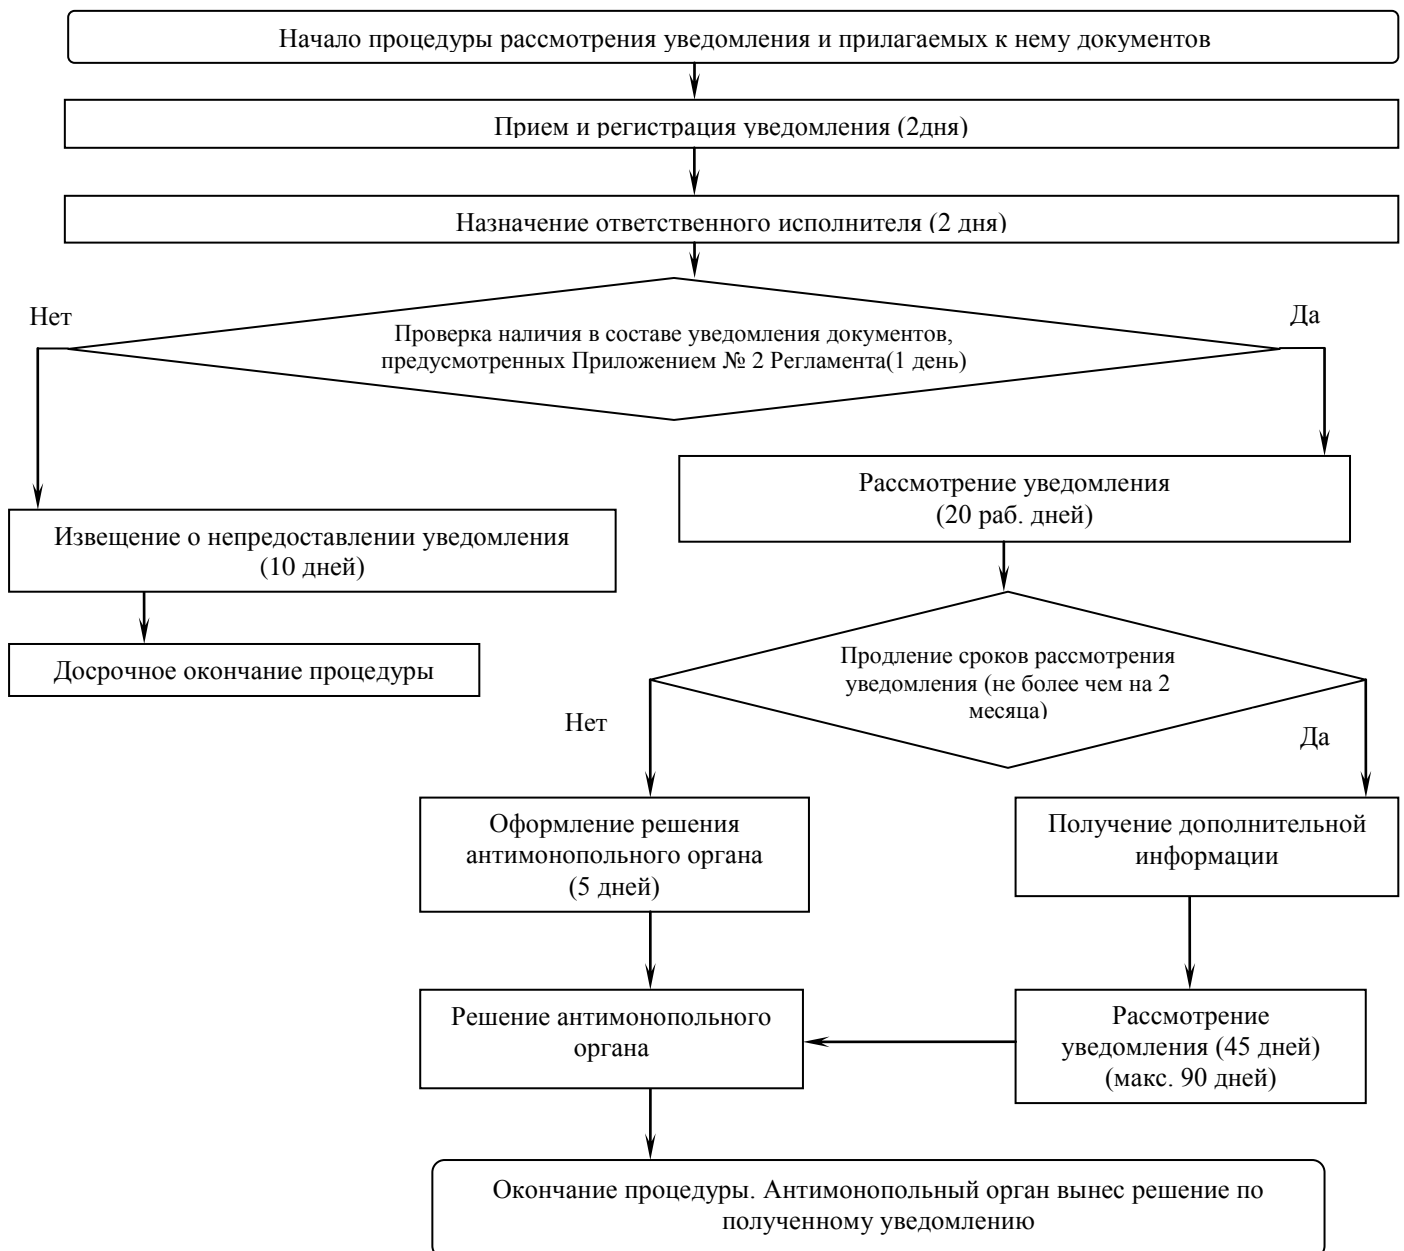 Начало процедуры рассмотрения уведомления и прилагаемых к нему документов
Прием и регистрация уведомления (2дня)
Назначение ответственного исполнителя (2 дня)
Нет
Да
Проверка наличия в составе уведомления документов,
предусмотренных Приложением № 2 Регламента(1 день)
Рассмотрение уведомления
(20 раб. дней)
Извещение о непредоставлении уведомления
(10 дней)
Досрочное окончание процедуры
Продление сроков рассмотрения
уведомления (не более чем на 2
месяца)
Нет
Да
Оформление решения
антимонопольного органа
(5 дней)
Получение дополнительной
информации
Решение антимонопольного
органа
Рассмотрение
уведомления (45 дней)
(макс. 90 дней)
Окончание процедуры. Антимонопольный орган вынес решение по
полученному уведомлению